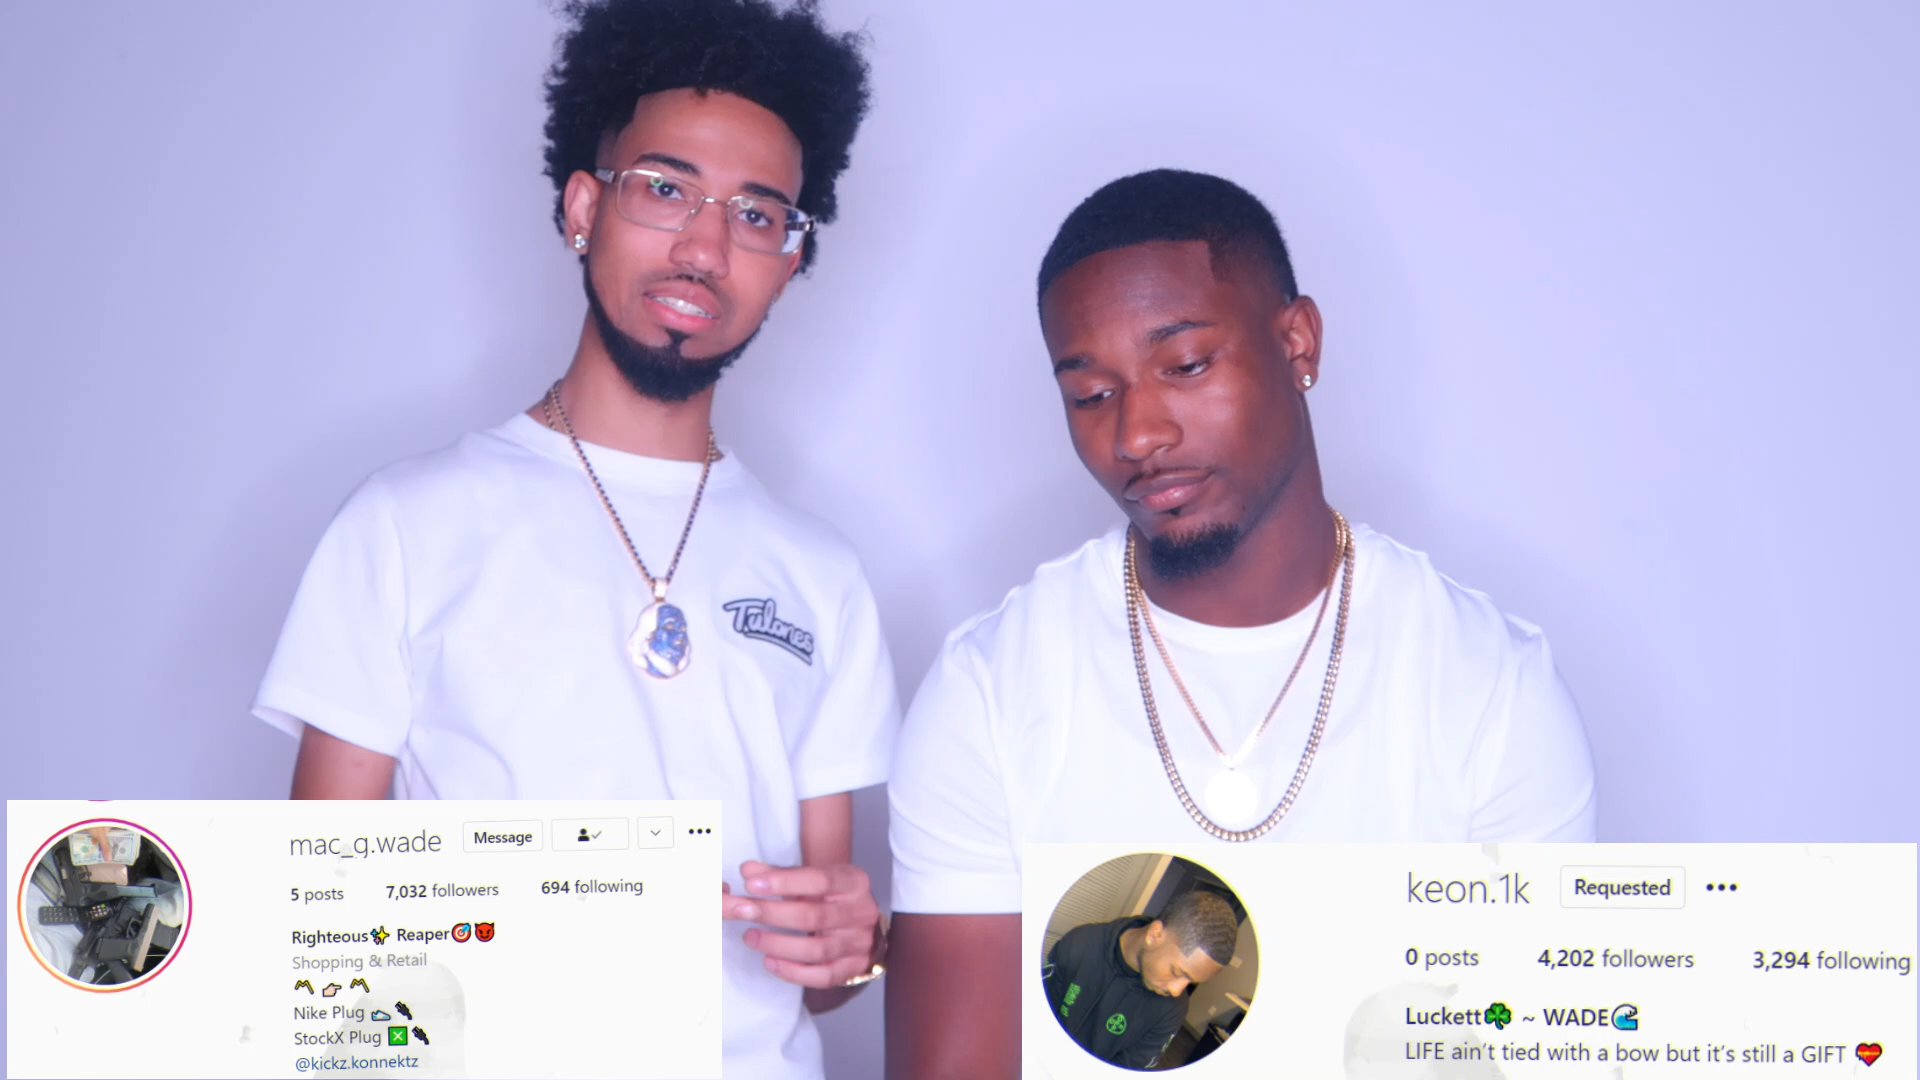 Tulones
mac_g.wade Message
5 posts 7,032 followers 694 following
Righteous✨ Reaper🎯😈
Shopping & Retail
〽️ 👉🏻 〽️
Nike Plug 👟🔌
StockX Plug ❎🔌
@kickz.konnektz
keon.1k Requested •••
0 posts 4,202 followers 3,294 following
Luckett☘️ ~ WADE🌊
LIFE ain't tied with a bow but it's still a GIFT ❤️